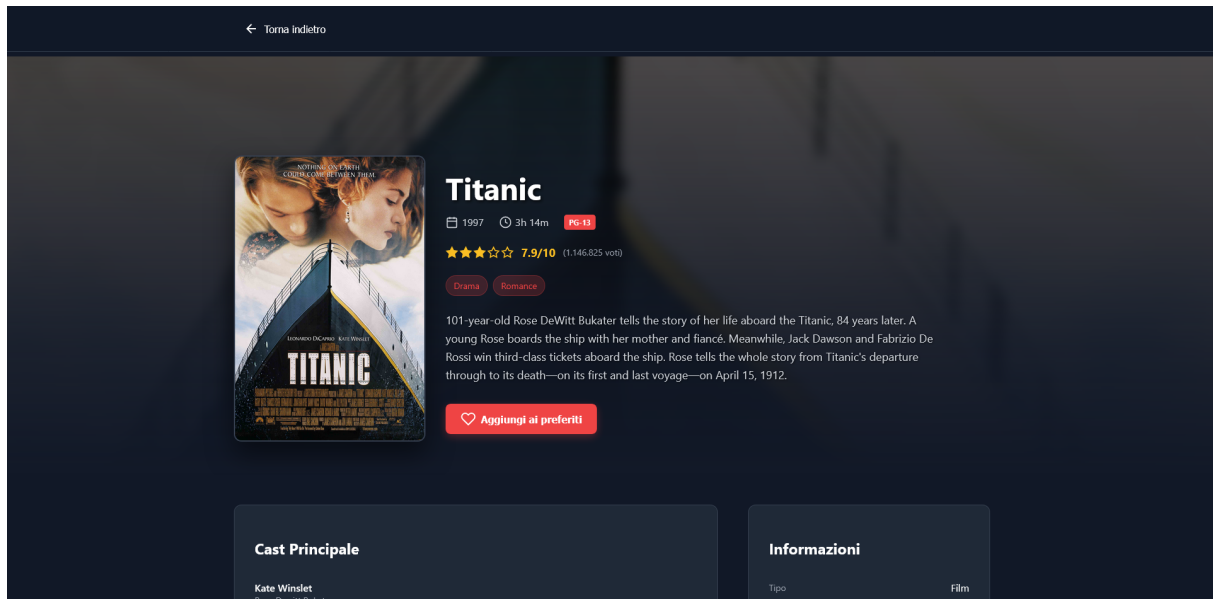 Torna indietro
NOTHING ON EARTH
COULD COME BETWEEN THEM.
LEONARDO DICAPRIO KATE WINSLET
TITANIC
Titanic
1997 3h 14m PG-13
7.9/10 (1.146.825 voti)
Drama Romance
101-year-old Rose DeWitt Bukater tells the story of her life aboard the Titanic, 84 years later. A
young Rose boards the ship with her mother and fiancé. Meanwhile, Jack Dawson and Fabrizio De
Rossi win third-class tickets aboard the ship. Rose tells the whole story from Titanic's departure
through to its death—on its first and last voyage—on April 15, 1912.
Aggiungi ai preferiti
Cast Principale
Kate Winslet
Informazioni
Tipo Film